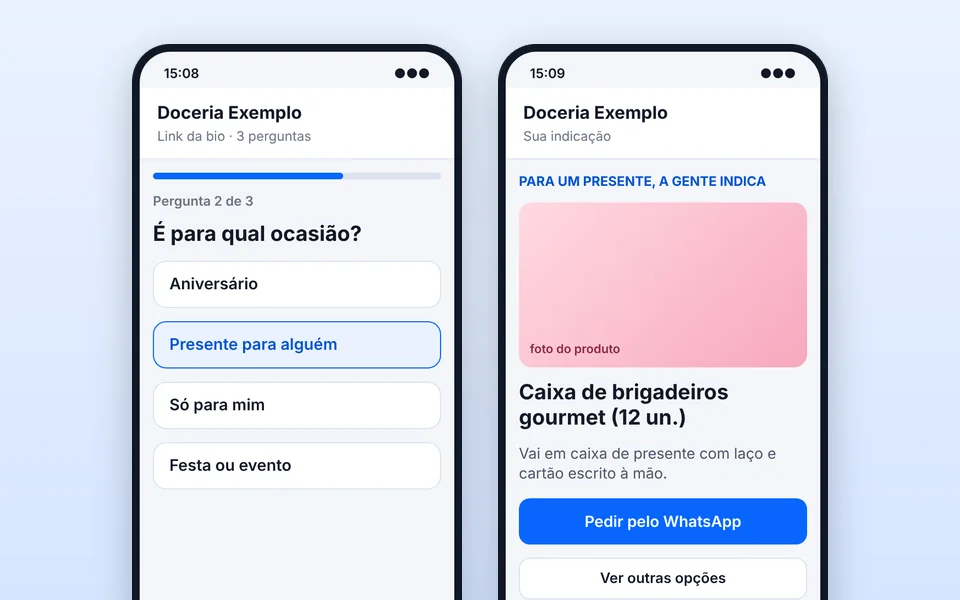 15:08
Doceria Exemplo
Link da bio · 3 perguntas
Pergunta 2 de 3
É para qual ocasião?
Aniversário
Presente para alguém
Só para mim
Festa ou evento
15:09
Doceria Exemplo
Sua indicação
PARA UM PRESENTE, A GENTE INDICA
foto do produto
Caixa de brigadeiros
gourmet (12 un.)
Vai em caixa de presente com laço e
cartão escrito à mão.
Pedir pelo WhatsApp
Ver outras opções